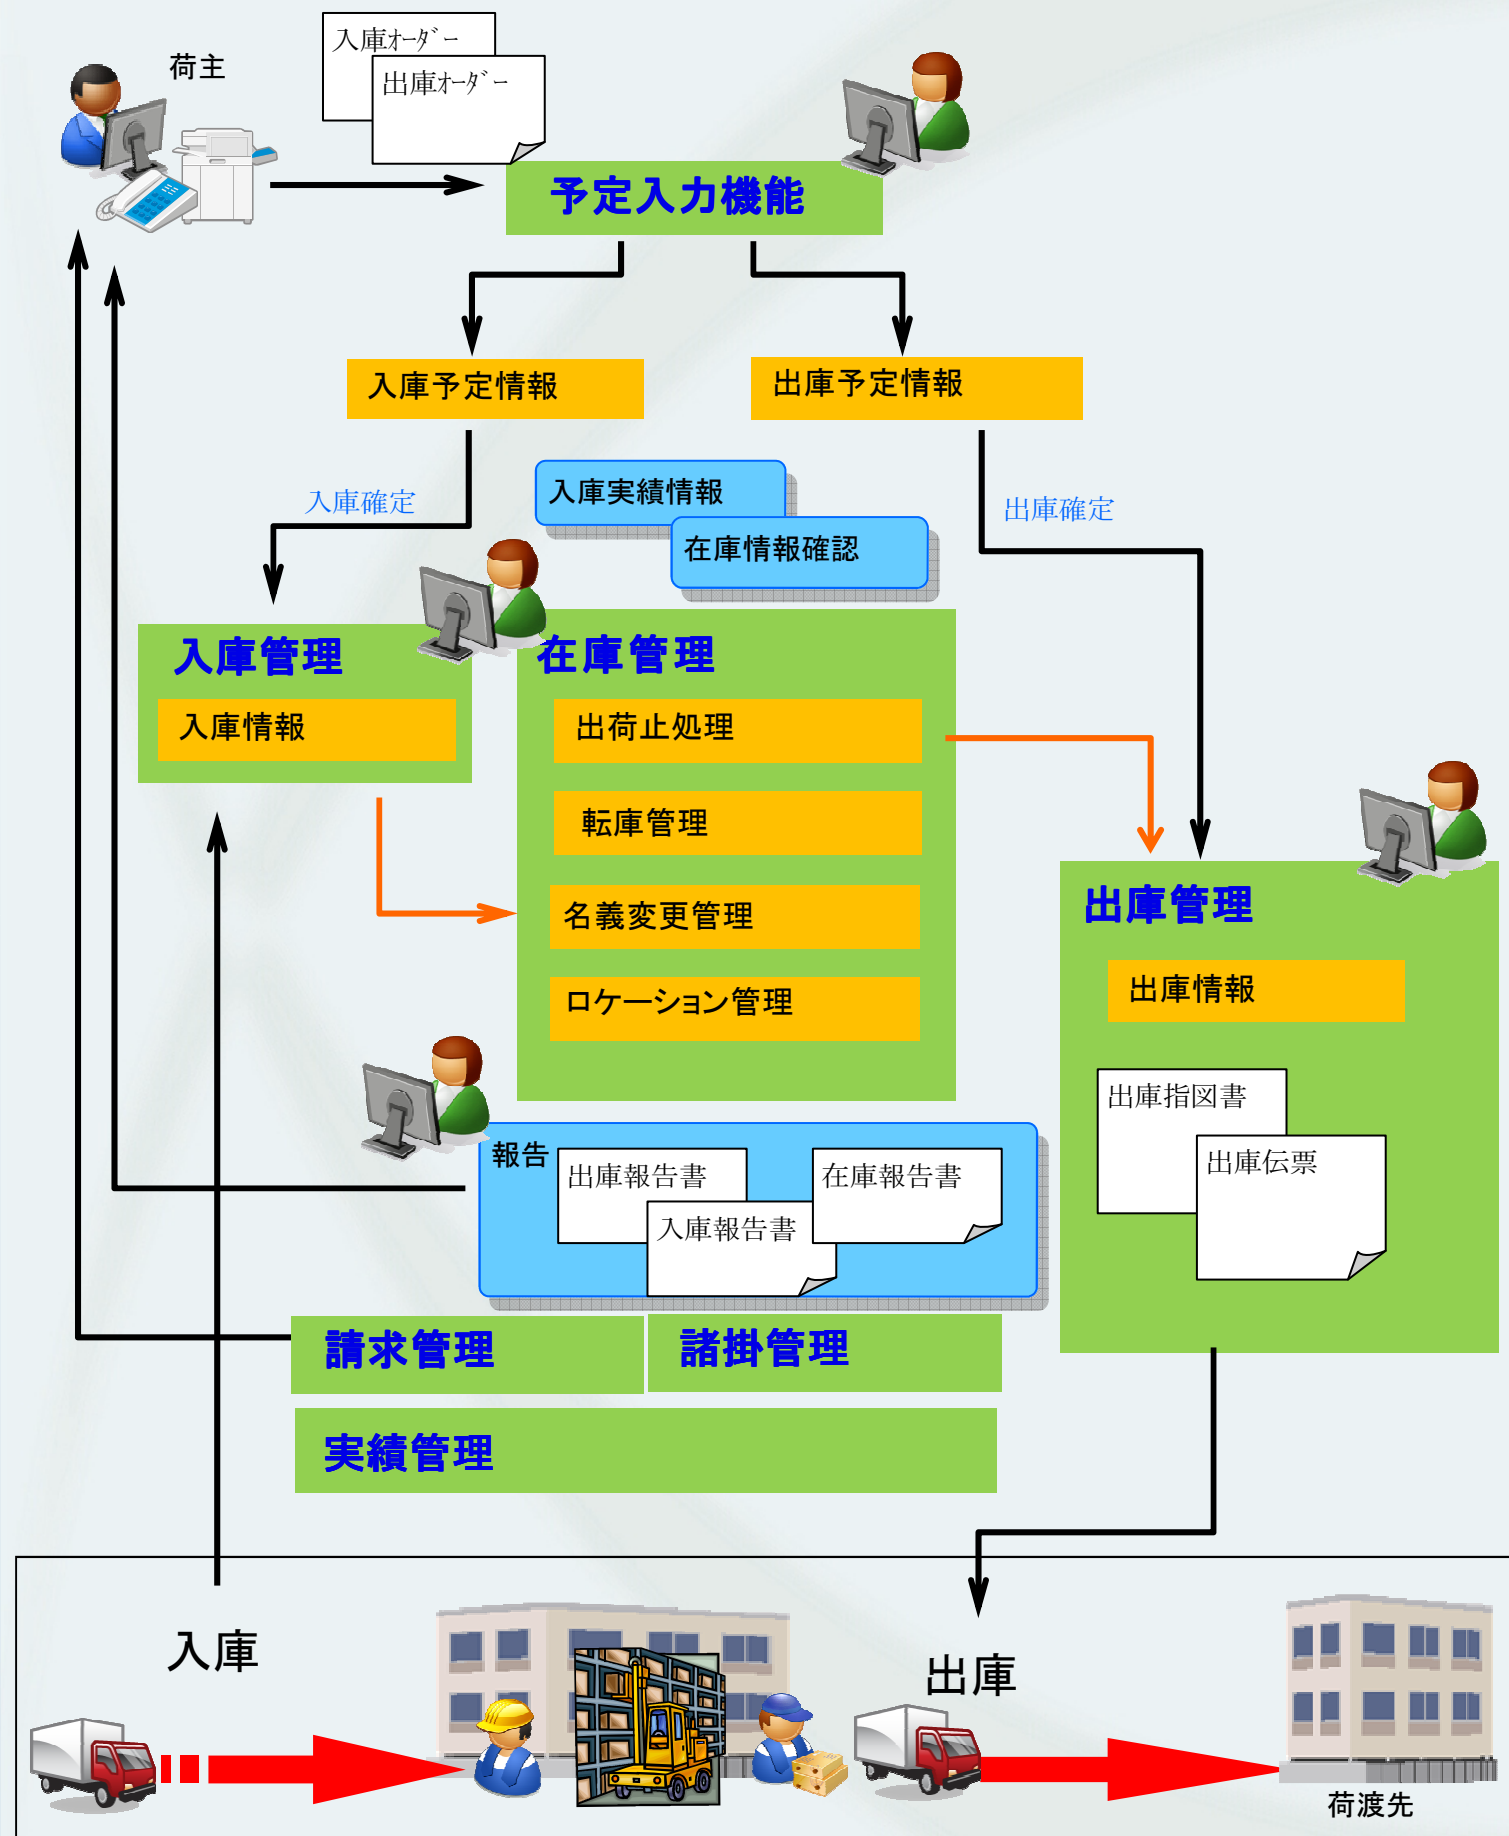 荷主
入庫ｵｰﾀﾞｰ
出庫ｵｰﾀﾞｰ
予定入力機能
入庫予定情報
出庫予定情報
入庫確定
入庫実績情報
在庫情報確認
出庫確定
入庫管理
入庫情報
在庫管理
出荷止処理
転庫管理
名義変更管理
ロケーション管理
出庫管理
出庫情報
出庫指図書
出庫伝票
報告
出庫報告書
入庫報告書
在庫報告書
請求管理
諸掛管理
実績管理
入庫
出庫
荷渡先